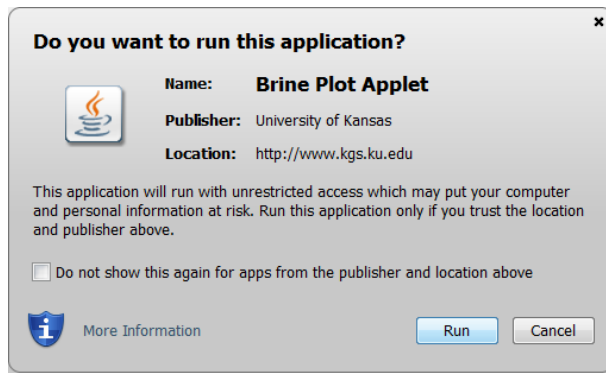 Do you want to run this application?
Name: Brine Plot Applet
Publisher: University of Kansas
Location: http://www.kgs.ku.edu
This application will run with unrestricted access which may put your computer
and personal information at risk. Run this application only if you trust the location
and publisher above.
Do not show this again for apps from the publisher and location above
More Information
Run Cancel